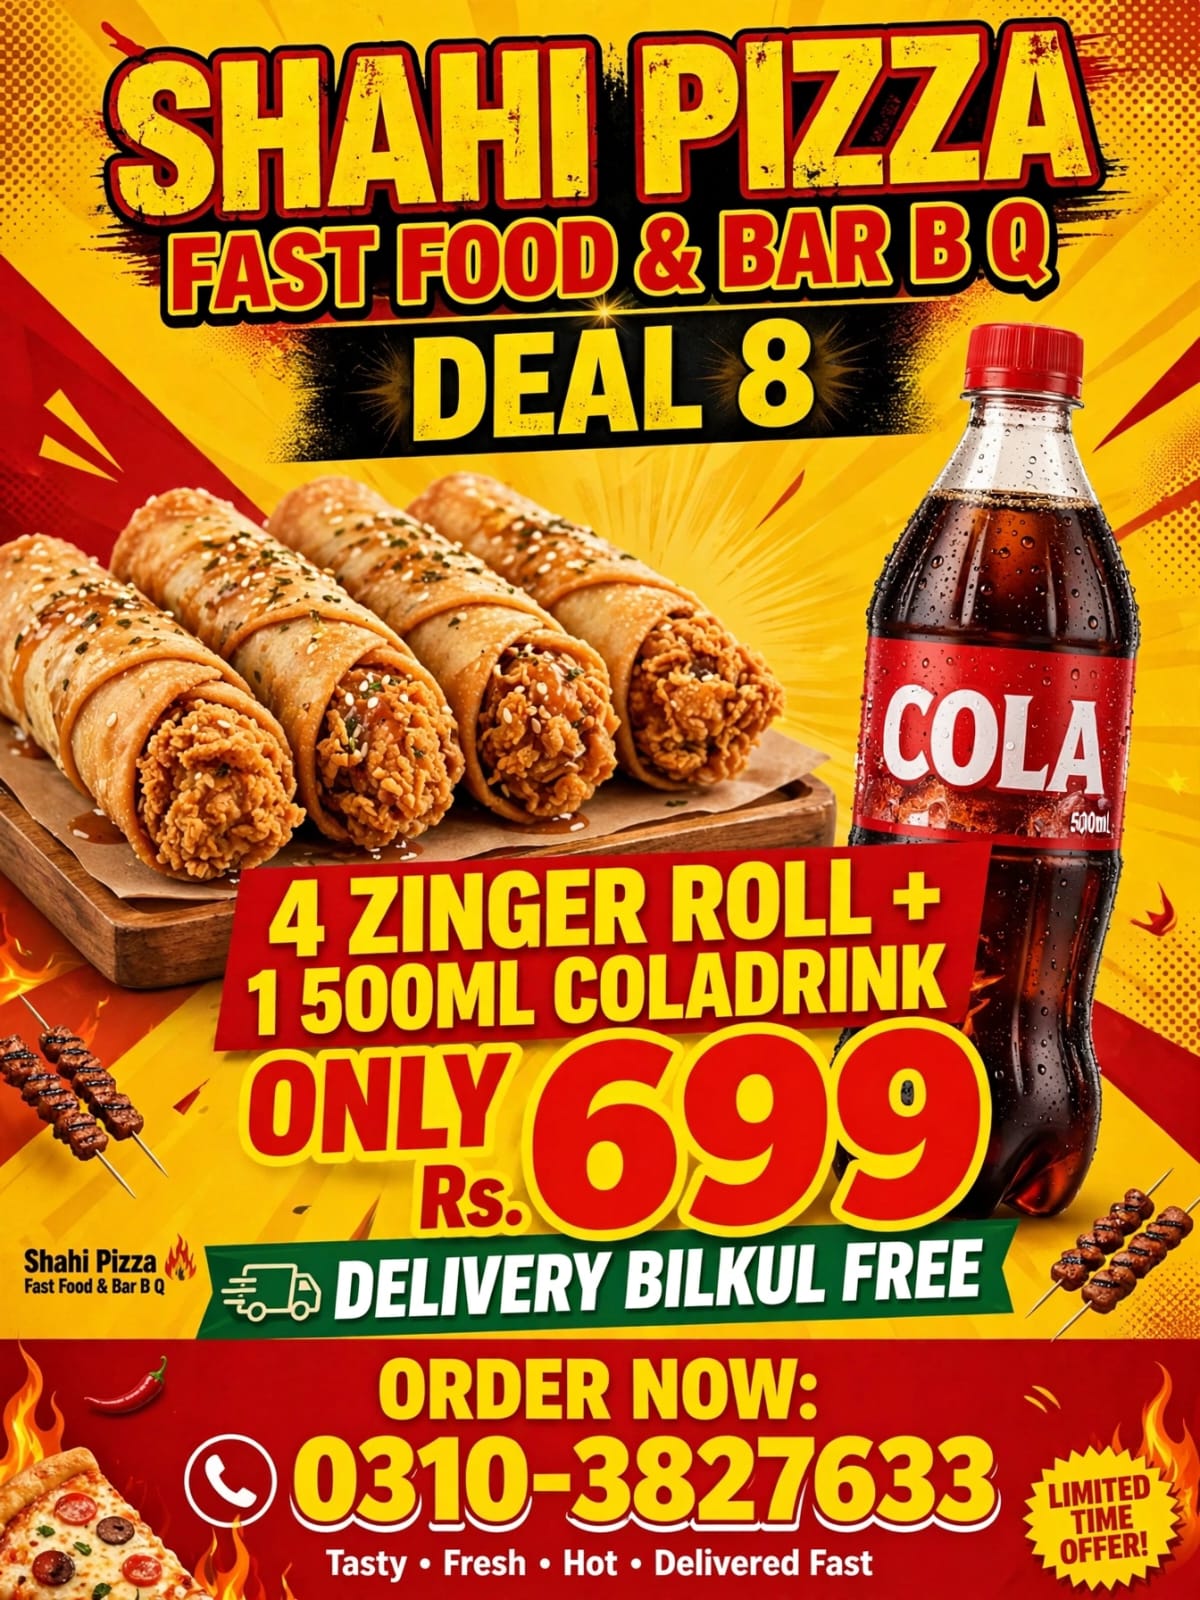 SHAHI PIZZA
FAST FOOD & BAR B Q
DEAL 8
COLA
500ml
4 ZINGER ROLL +
1 500ML COLADRINK
ONLY
Rs. 699
Shahi Pizza
Fast Food & Bar B Q
DELIVERY BILKUL FREE
ORDER NOW:
0310-3827633
LIMITED
TIME
OFFER!
Tasty • Fresh • Hot • Delivered Fast